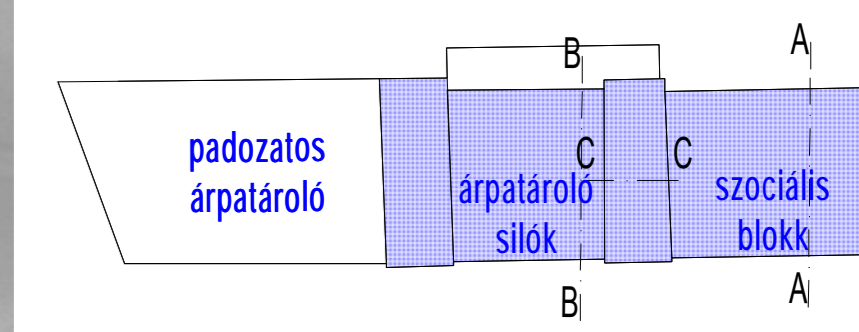 B
A
padozatos
árpatároló
C
C
árpatároló
silók
szociális
blokk
B
A